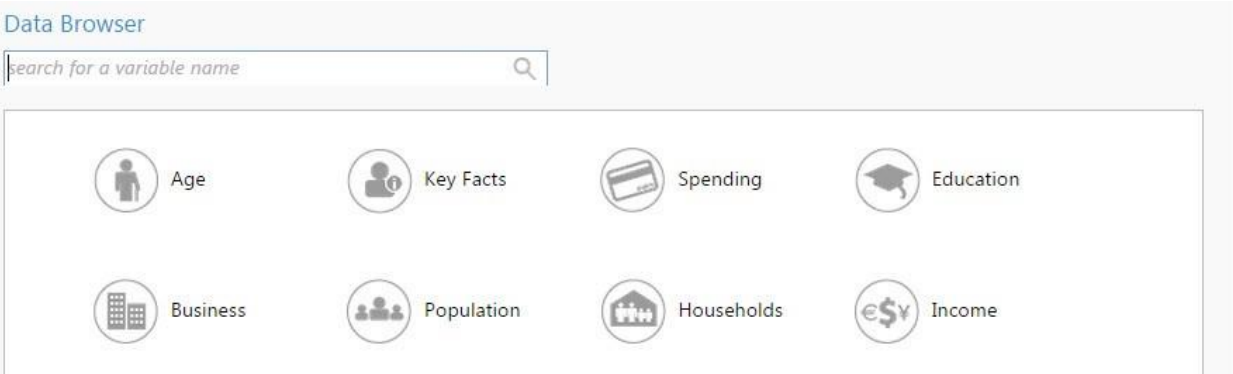 Data Browser
search for a variable name
Age Key Facts Spending Education
Business Population Households Income
€$¥